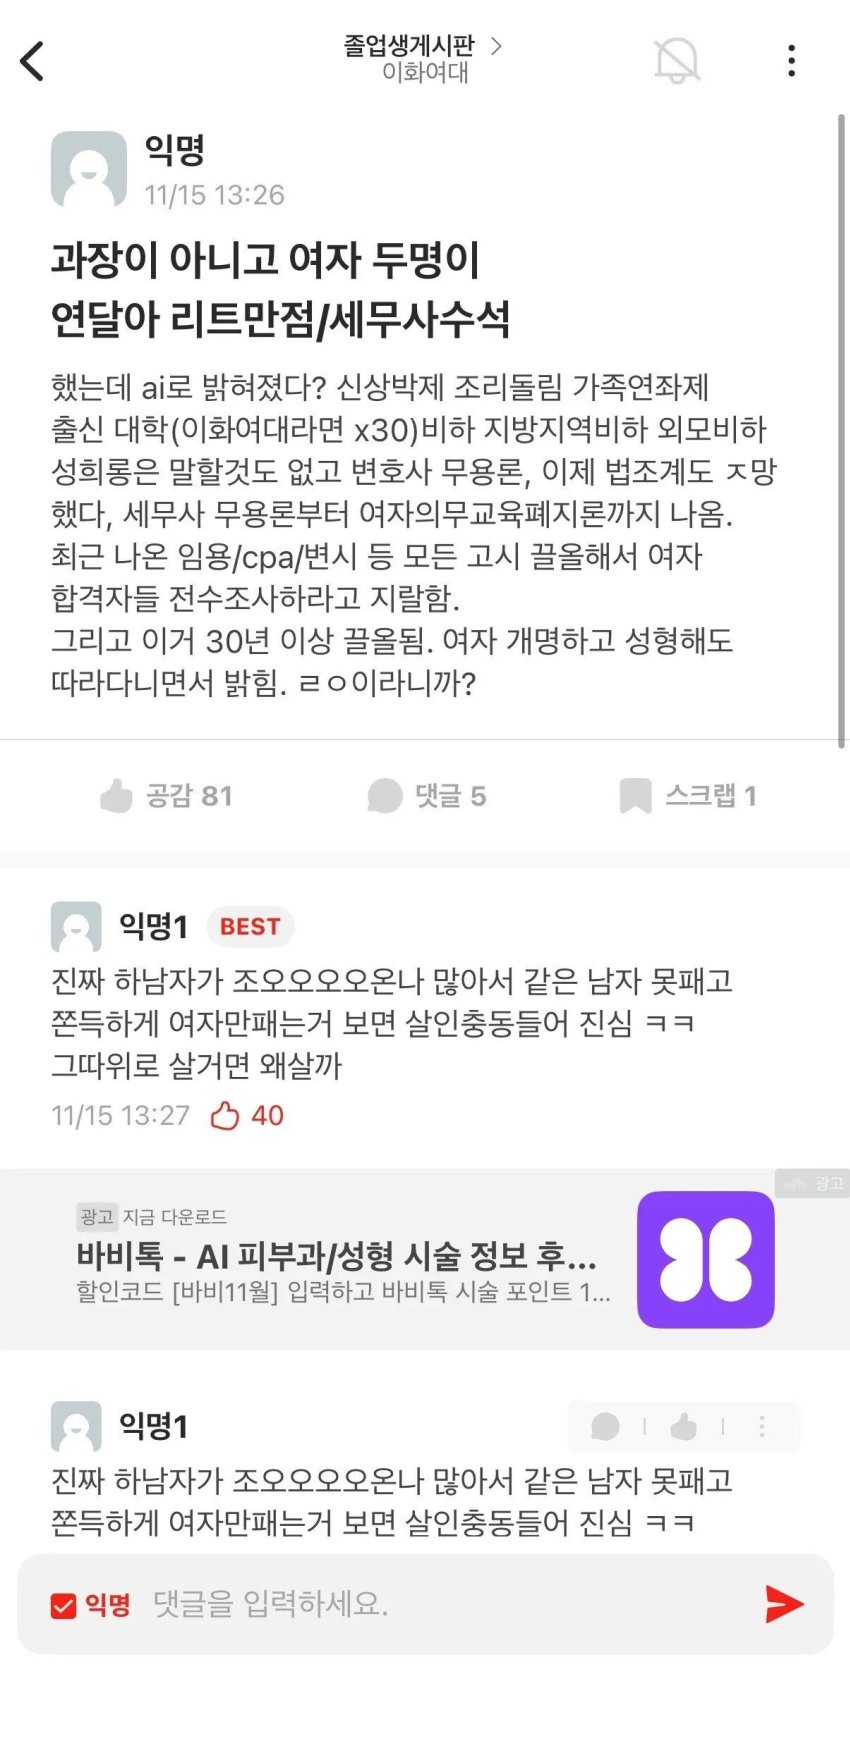 졸업생게시판 >
이화여대
익명
11/15 13:26
과장이 아니고 여자 두명이
연달아 리트만점/세무사수석
했는데 ai로 밝혀졌다? 신상박제 조리돌림 가족연좌제
출신 대학(이화여대라면 x30)비하 지방지역비하 외모비하
성희롱은 말할것도 없고 변호사 무용론, 이제 법조계도 ㅈ망
했다, 세무사 무용론부터 여자의무교육폐지론까지 나옴.
최근 나온 임용/cpa/변시 등 모든 고시 끌올해서 여자
합격자들 전수조사하라고 지랄함.
그리고 이거 30년 이상 끌올됨. 여자 개명하고 성형해도
따라다니면서 밝힘. ㄹㅇ이라니까?
공감 81 댓글 5 스크랩 1
익명1 BEST
진짜 하남자가 조오오오오온나 많아서 같은 남자 못패고
쫀득하게 여자만패는거 보면 살인충동들어 진심 ㅋㅋ
그따위로 살거면 왜살까
11/15 13:27 40
광고
광고 지금 다운로드
바비톡 - AI 피부과/성형 시술 정보 후...
할인코드 [바비11월] 입력하고 바비톡 시술 포인트 1...
익명1
진짜 하남자가 조오오오오온나 많아서 같은 남자 못패고
쫀득하게 여자만패는거 보면 살인충동들어 진심 ㅋㅋ
익명 댓글을 입력하세요.